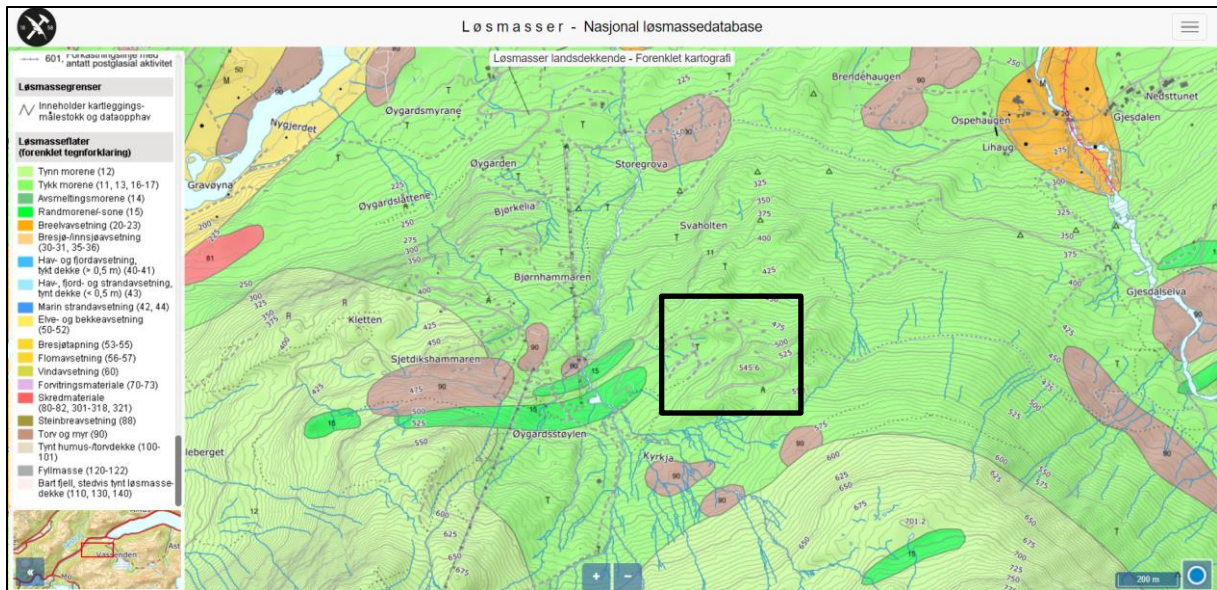 L ø s m a s s e r - Nasjonal løsmassedatabase
Løsmasser landsdekkende - Forenklet kartografi
601, Forkastningslinje med
antatt postglasial aktivitet
Løsmassegrenser
Inneholder kartleggings-
målestokk og dataopphav
Løsmasseflater
(forenklet tegnforklaring)
Tynn morene (12)
Tykk morene (11, 13, 16-17)
Avsmeltingsmorene (14)
Randmorene/-sone (15)
Breelvavsetning (20-23)
Bresjø-/innsjøavsetning
(30-31, 35-36)
Hav- og fjordavsetning,
tykt dekke (> 0,5 m) (40-41)
Hav-, fjord- og strandavsetning,
tynt dekke (< 0,5 m) (43)
Marin strandavsetning (42, 44)
Elve- og bekkeavsetning
(50-52)
Bresjøtapning (53-55)
Flomavsetning (56-57)
Vindavsetning (60)
Forvitringsmateriale (70-73)
Skredmateriale
(80-82, 301-318, 321)
Steinbreavsetning (88)
Torv og myr (90)
Tynt humus-/torvdekke (100-
101)
Fyllmasse (120-122)
Bart fjell, stedvis tynt løsmasse-
dekke (110, 130, 140)
Vassenden
«
Nygjerdet
Øygardsmyrane
Brendehaugen
Nedsttunet
Ospehaugen
Gjesdalen
Lihaug
Gravøyna
Øygarden
Storegrova
Øygardslåttene
Bjørkelia
Svaholten
Bjørnhammaren
Gjesdalselva
Kletten
Sjetdikshammaren
545.6
Øygardsstøylen
Kyrkja
leberget
701.2
+ −
200 m